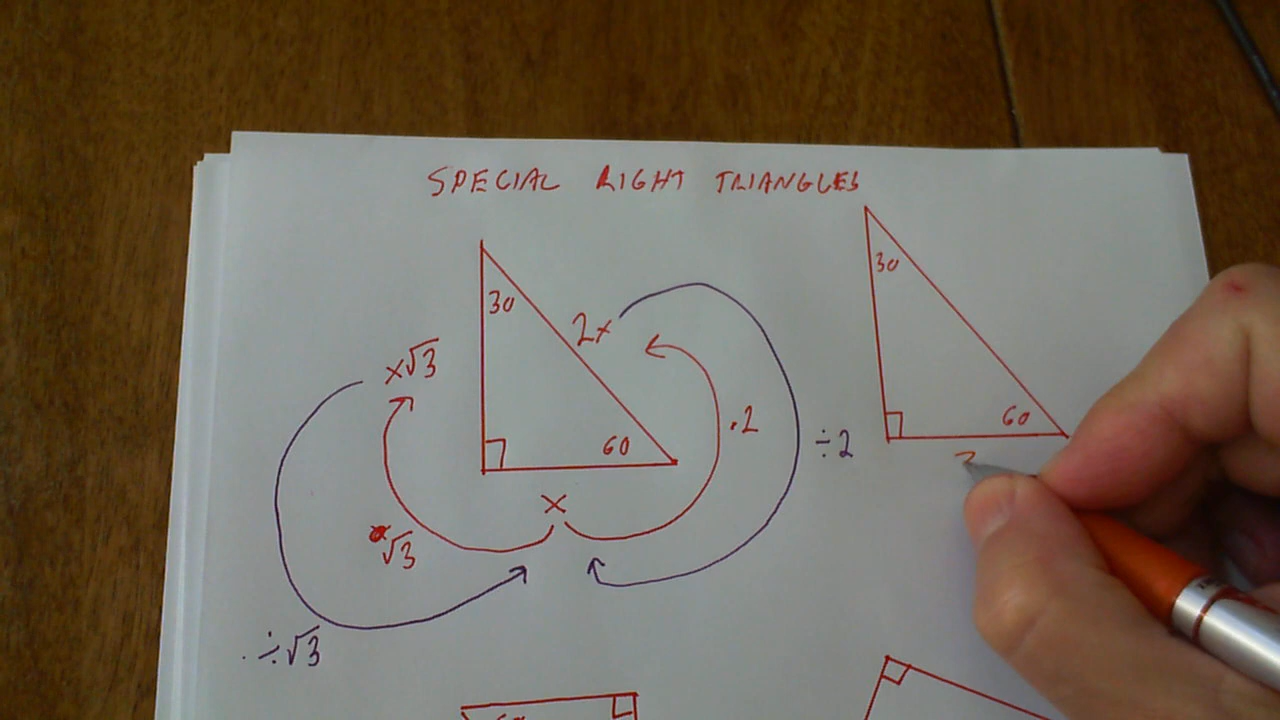 SPECIAL RIGHT TRIANGLES
30
2x
x√3
60
x
·2
÷2
·√3
÷√3
30
60